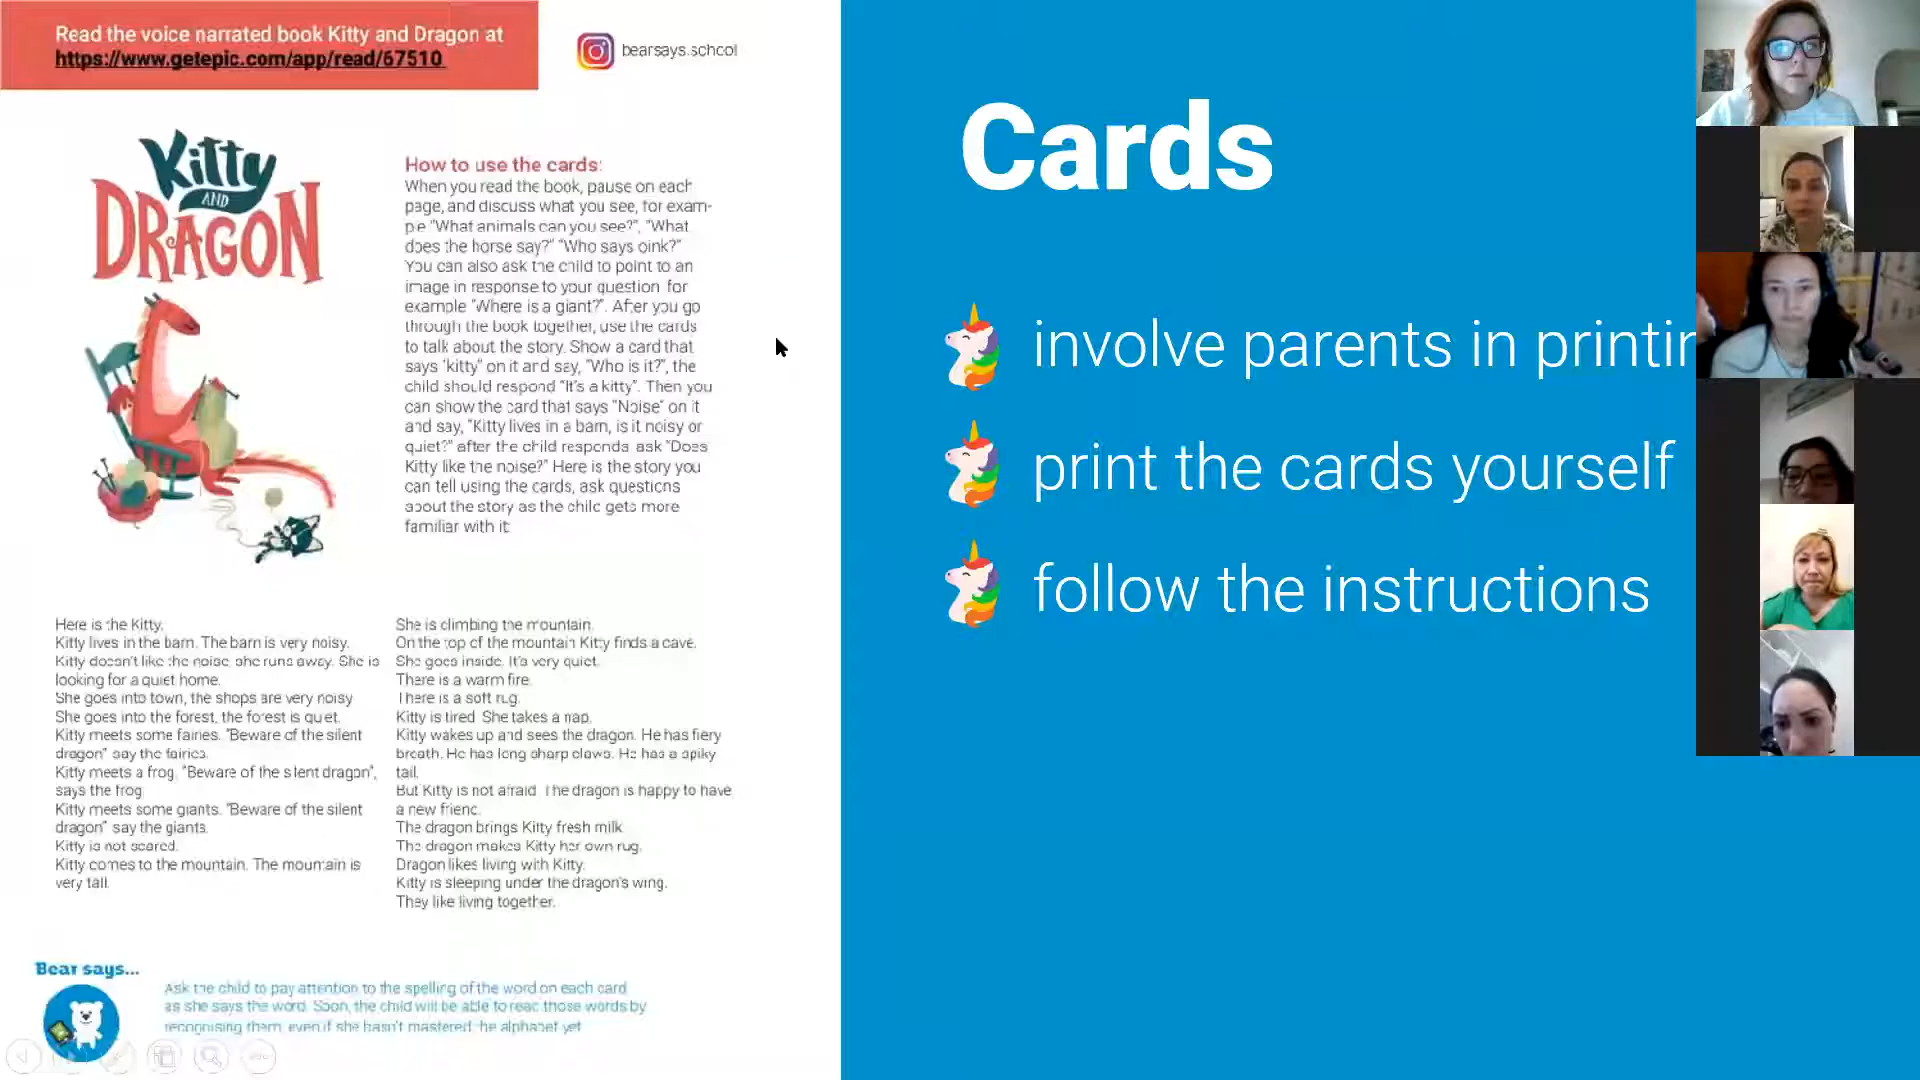 Read the voice narrated book Kitty and Dragon at
https://www.getepic.com/app/read/67510
bearsays.school
Kitty
AND
DRAGON
How to use the cards:
When you read the book, pause on each
page, and discuss what you see, for exam-
ple "What animals can you see?", "What
does the horse say?" "Who says oink?"
You can also ask the child to point to an
image in response to your question for
example "Where is a giant?". After you go
through the book together, use the cards
to talk about the story. Show a card that
says "kitty" on it and say, "Who is it?", the
child should respond "It's a kitty". Then you
can show the card that says "Noise" on it
and say, "Kitty lives in a barn, is it noisy or
quiet?" after the child responds ask "Does
Kitty like the noise?" Here is the story you
can tell using the cards, ask questions
about the story as the child gets more
familiar with it:
Here is the Kitty.
Kitty lives in the barn. The barn is very noisy.
Kitty doesn't like the noise, she runs away. She is
looking for a quiet home.
She goes into town, the shops are very noisy
She goes into the forest, the forest is quiet.
Kitty meets some fairies. "Beware of the silent
dragon" say the fairies.
Kitty meets a frog. "Beware of the silent dragon",
says the frog
Kitty meets some giants. "Beware of the silent
dragon" say the giants.
Kitty is not scared.
Kitty comes to the mountain. The mountain is
very tall.
She is climbing the mountain.
On the top of the mountain Kitty finds a cave.
She goes inside. It's very quiet.
There is a warm fire.
There is a soft rug.
Kitty is tired. She takes a nap.
Kitty wakes up and sees the dragon. He has fiery
breath. He has long sharp claws. He has a spiky
tail.
But Kitty is not afraid. The dragon is happy to have
a new friend.
The dragon brings Kitty fresh milk.
The dragon makes Kitty her own rug.
Dragon likes living with Kitty.
Kitty is sleeping under the dragon's wing.
They like living together.
Bear says...
Ask the child to pay attention to the spelling of the word on each card
as she says the word. Soon, the child will be able to read those words by
recognising them, even if she hasn't mastered the alphabet yet
Cards
involve parents in printin
print the cards yourself
follow the instructions